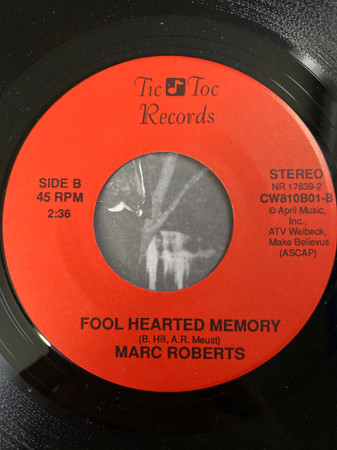 Tic Toc
Records
SIDE B
45 RPM
2:36
STEREO
NR 17839-2
CW810B01-B
© April Music,
Inc.,
ATV Welbeck,
Make Believus
(ASCAP)
FOOL HEARTED MEMORY
(B. Hill, A.R. Meust)
MARC ROBERTS